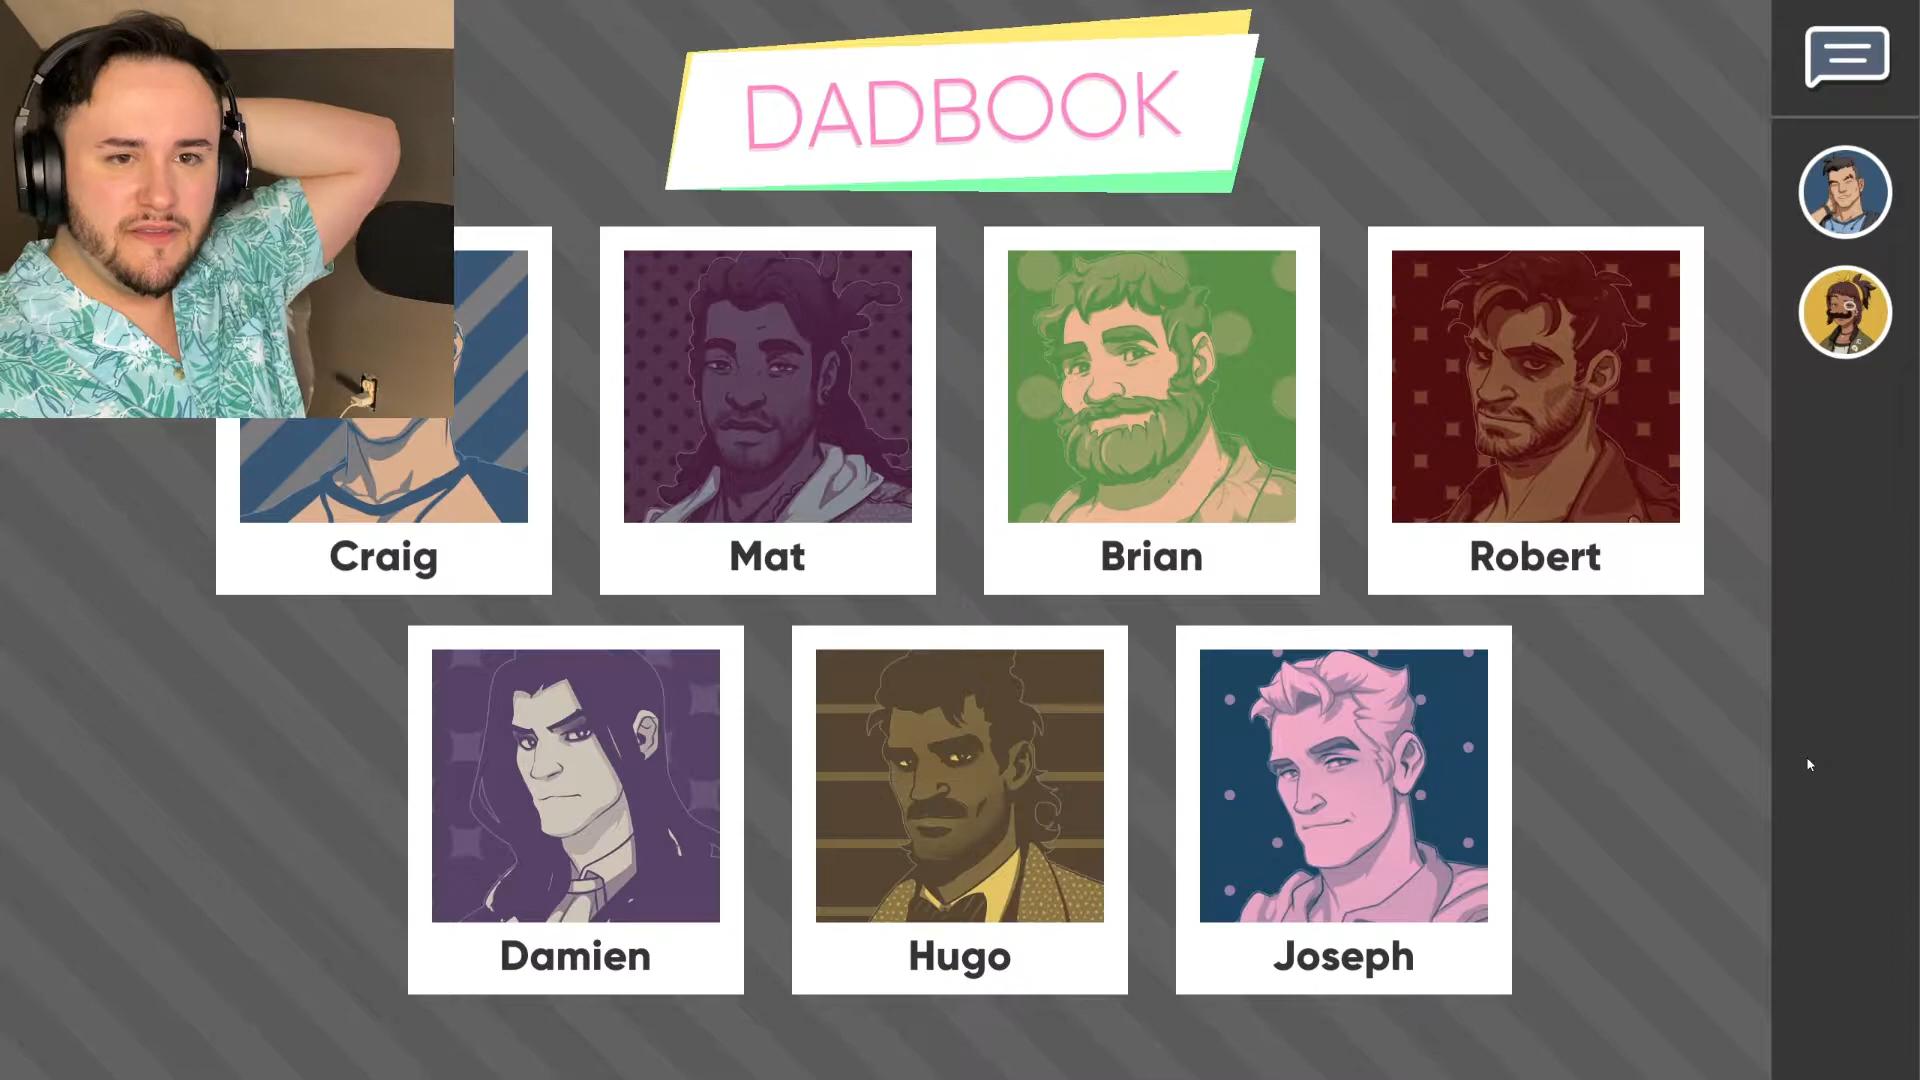 DADBOOK
Craig
Mat
Brian
Robert
Damien
Hugo
Joseph